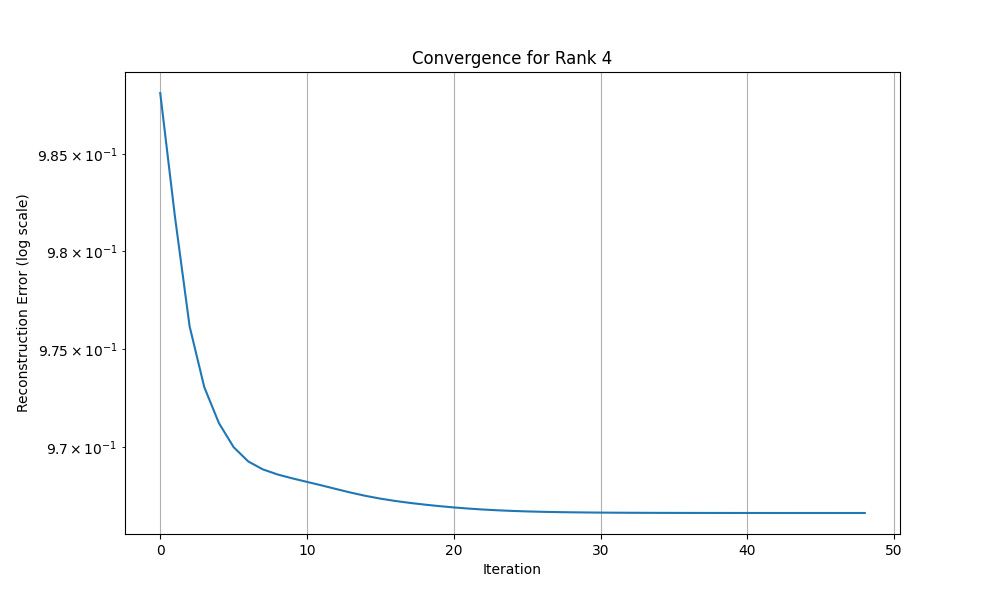 Convergence for Rank 4
Reconstruction Error (log scale)
9.85 × 10⁻¹
9.8 × 10⁻¹
9.75 × 10⁻¹
9.7 × 10⁻¹
0 10 20 30 40 50
Iteration